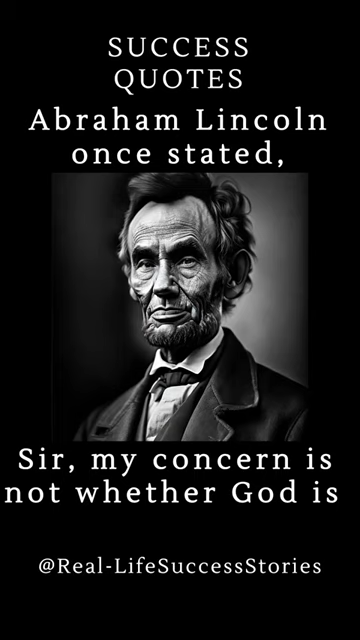 SUCCESS
QUOTES
Abraham Lincoln
once stated,
Sir, my concern is
not whether God is
@Real-LifeSuccessStories